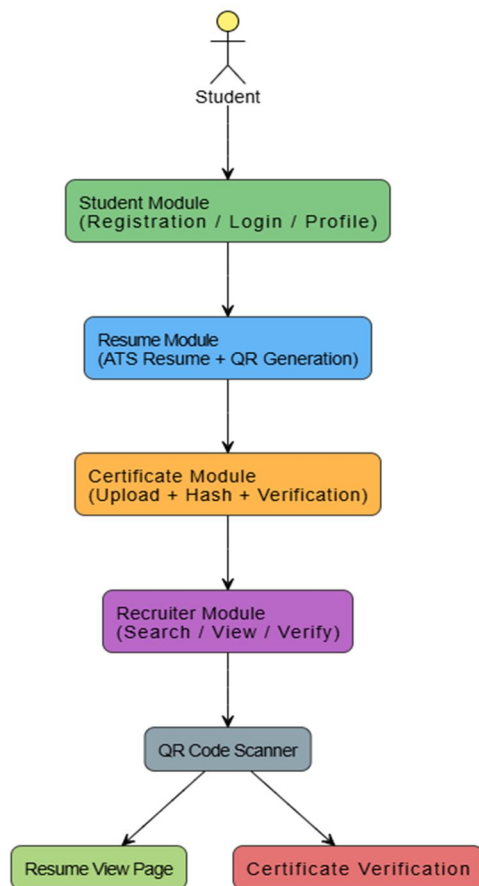 Student
Student Module
(Registration / Login / Profile)
Resume Module
(ATS Resume + QR Generation)
Certificate Module
(Upload + Hash + Verification)
Recruiter Module
(Search / View / Verify)
QR Code Scanner
Resume View Page
Certificate Verification